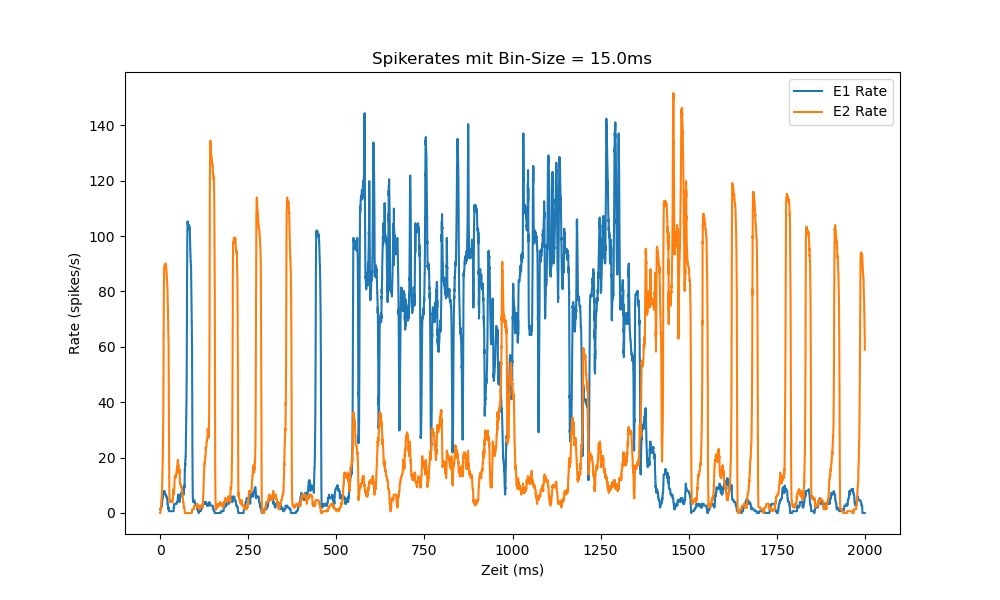 Spikerates mit Bin-Size = 15.0ms
E1 Rate
E2 Rate
Rate (spikes/s)
140
120
100
80
60
40
20
0
0 250 500 750 1000 1250 1500 1750 2000
Zeit (ms)